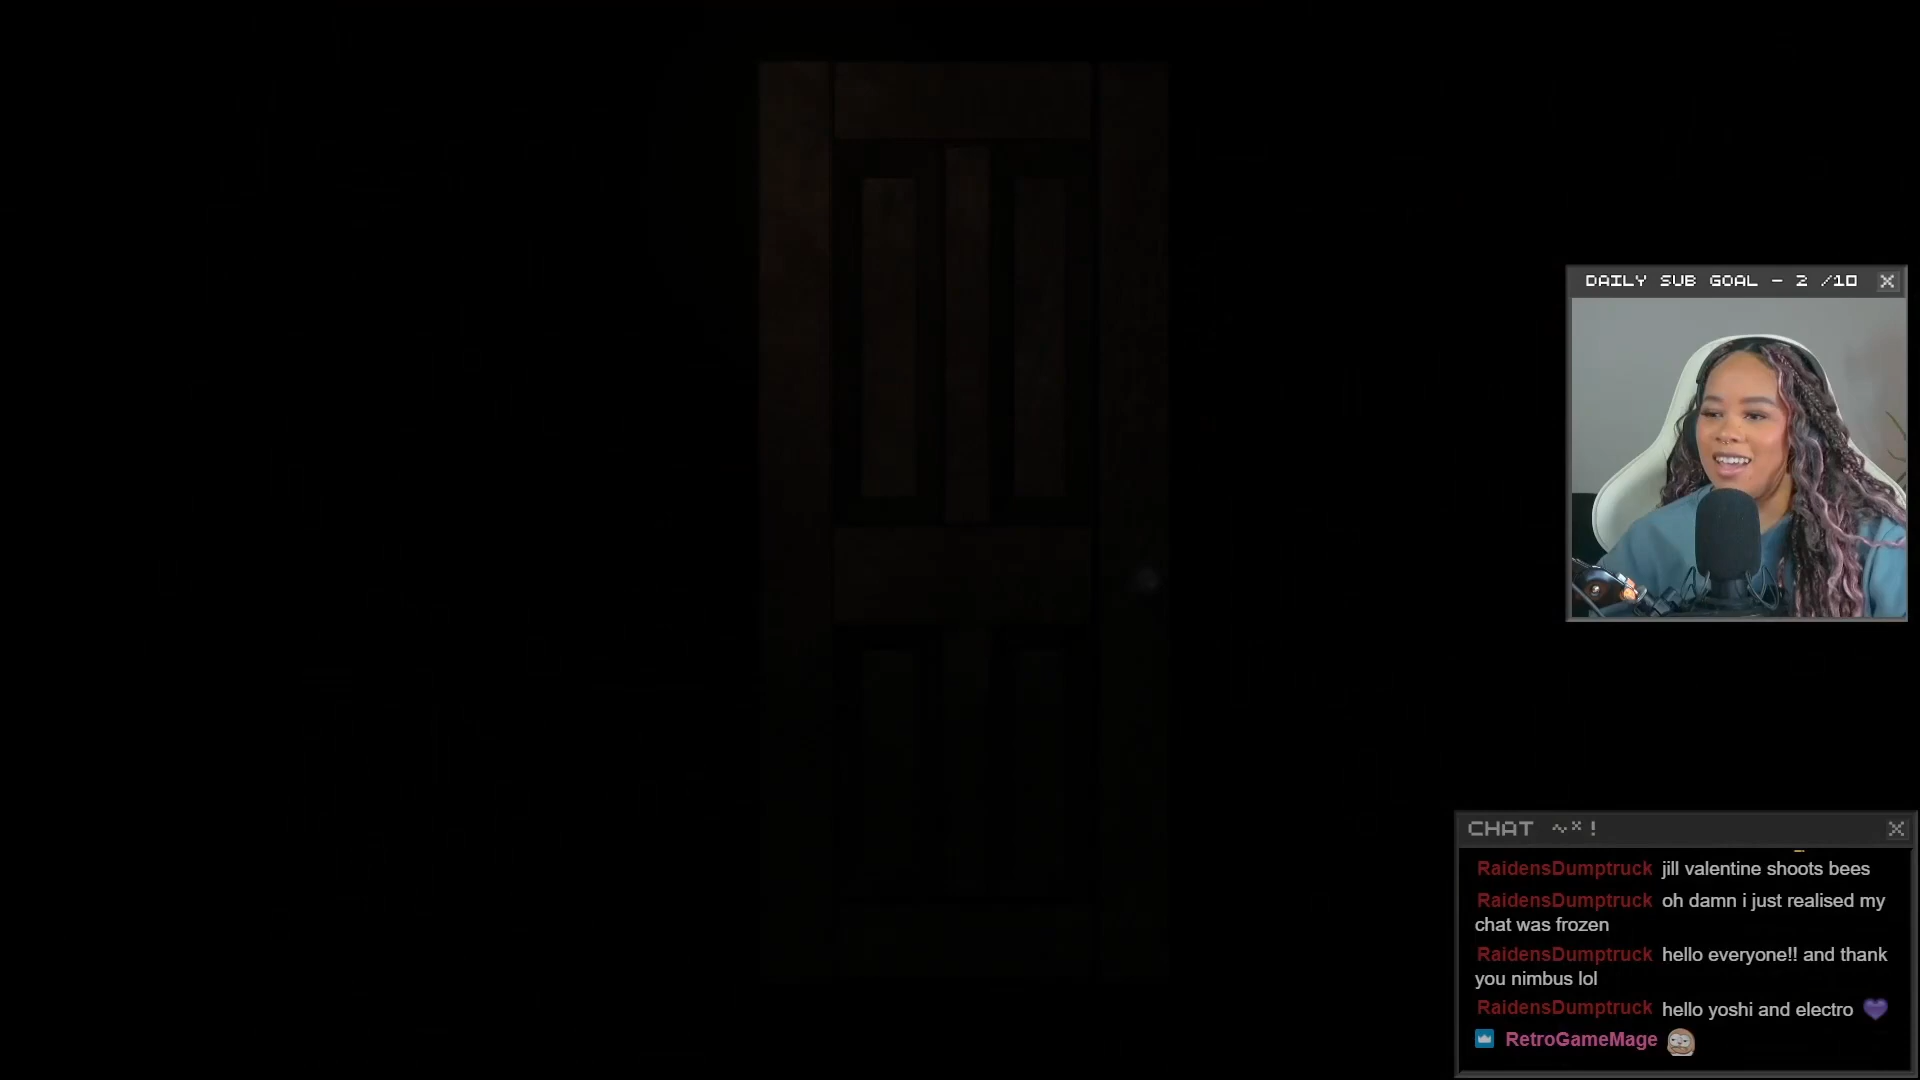 DAILY SUB GOAL - 2 /10
CHAT ~*!
RaidensDumptruck jill valentine shoots bees
RaidensDumptruck oh damn i just realised my
chat was frozen
RaidensDumptruck hello everyone!! and thank
you nimbus lol
RaidensDumptruck hello yoshi and electro 💜
RetroGameMage